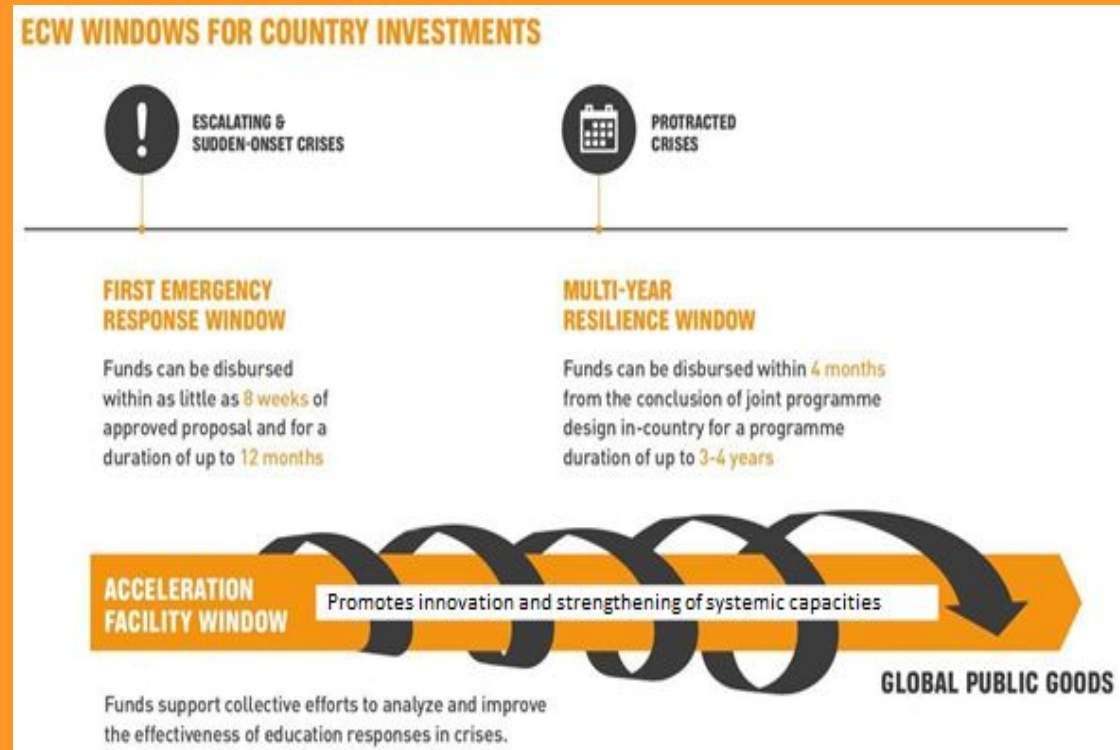 ECW WINDOWS FOR COUNTRY INVESTMENTS
ESCALATING &
SUDDEN-ONSET CRISES
PROTRACTED
CRISES
FIRST EMERGENCY
RESPONSE WINDOW
Funds can be disbursed
within as little as 8 weeks of
approved proposal and for a
duration of up to 12 months
MULTI-YEAR
RESILIENCE WINDOW
Funds can be disbursed within 4 months
from the conclusion of joint programme
design in-country for a programme
duration of up to 3-4 years
ACCELERATION
FACILITY WINDOW
Promotes innovation and strengthening of systemic capacities
GLOBAL PUBLIC GOODS
Funds support collective efforts to analyze and improve
the effectiveness of education responses in crises.